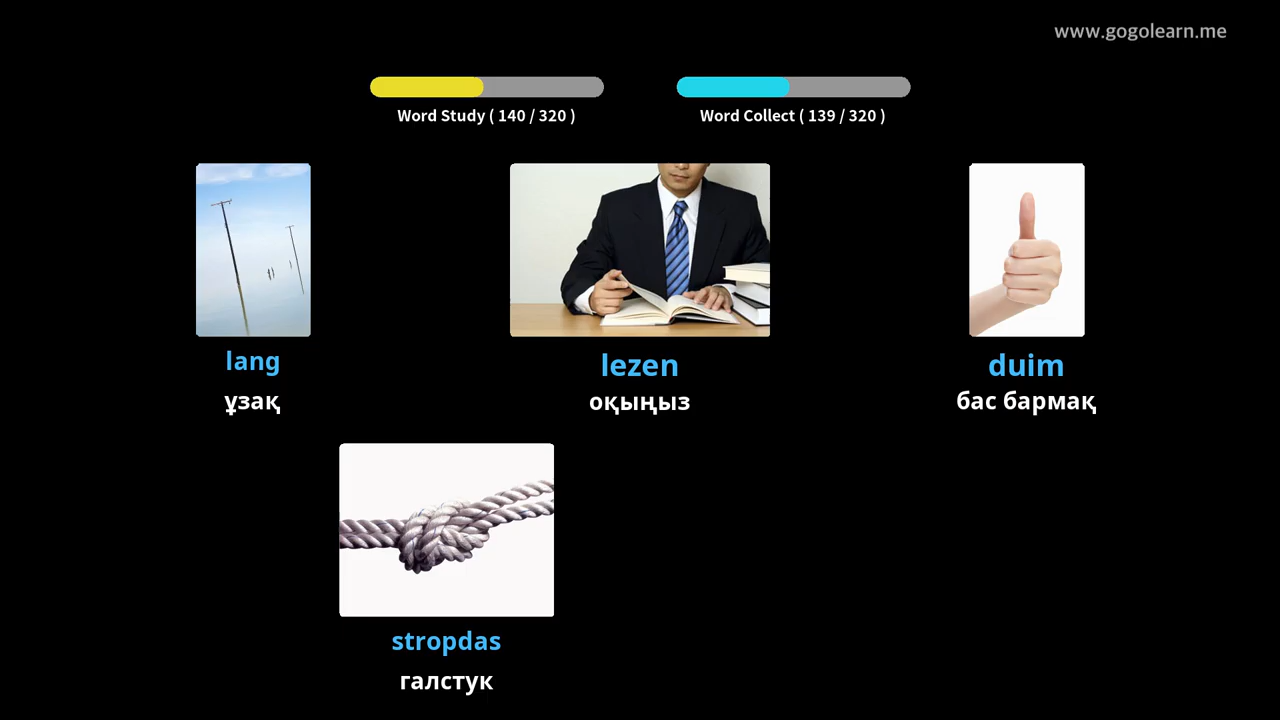 www.gogolearn.me
Word Study ( 140 / 320 )
Word Collect ( 139 / 320 )
lang
ұзақ
lezen
оқыңыз
duim
бас бармақ
stropdas
галстук